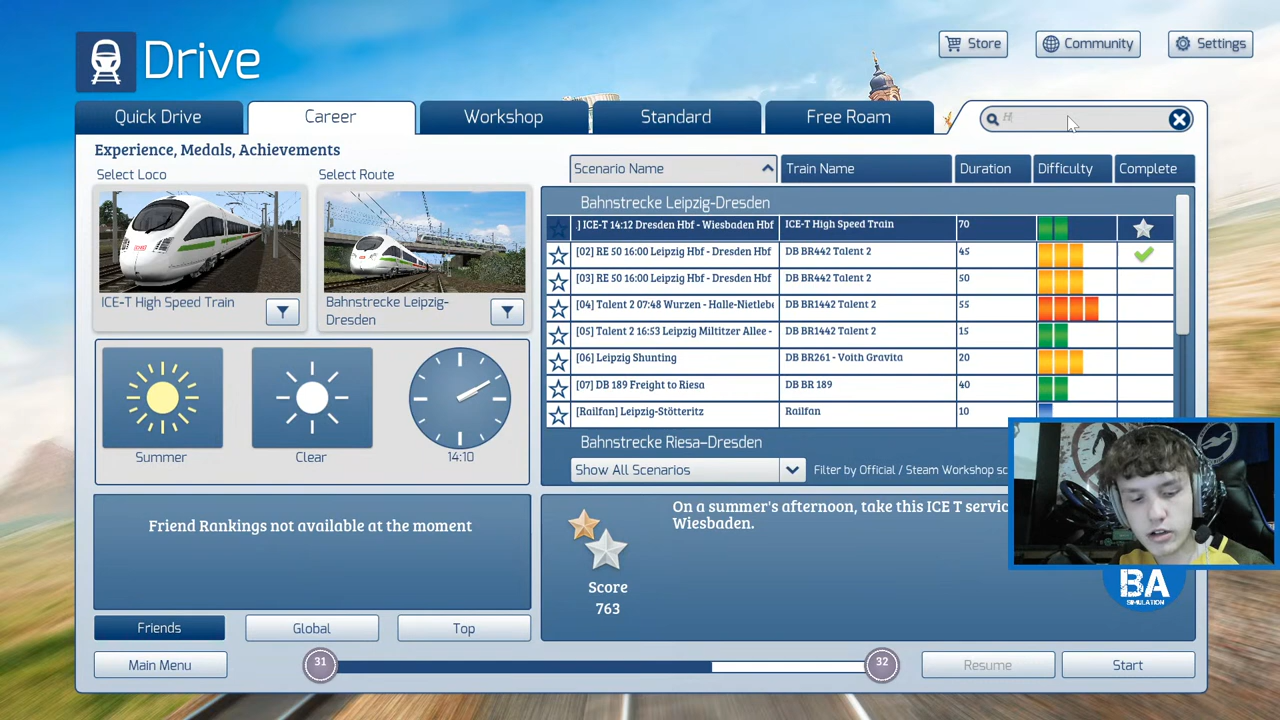 Drive
Store
Community
Settings
Quick Drive
Career
Workshop
Standard
Free Roam
H
Experience, Medals, Achievements
Select Loco
Select Route
ICE-T High Speed Train
Bahnstrecke Leipzig-
Dresden
Scenario Name
Train Name
Duration
Difficulty
Complete
Bahnstrecke Leipzig-Dresden
.] ICE-T 14:12 Dresden Hbf - Wiesbaden Hbf ICE-T High Speed Train 70
[02] RE 50 16:00 Leipzig Hbf - Dresden Hbf DB BR442 Talent 2 45
[03] RE 50 16:00 Leipzig Hbf - Dresden Hbf DB BR442 Talent 2 50
[04] Talent 2 07:48 Wurzen - Halle-Nietlebe DB BR1442 Talent 2 55
[05] Talent 2 16:53 Leipzig Miltitzer Allee - DB BR1442 Talent 2 15
[06] Leipzig Shunting DB BR261 - Voith Gravita 20
[07] DB 189 Freight to Riesa DB BR 189 40
[Railfan] Leipzig-Stötteritz Railfan 10
Bahnstrecke Riesa–Dresden
Show All Scenarios
Filter by Official / Steam Workshop sc
Summer
Clear
14:10
Friend Rankings not available at the moment
On a summer's afternoon, take this ICE T servic
Wiesbaden.
Score
763
BA
SIMULATION
Friends
Global
Top
Main Menu
31
32
Resume
Start